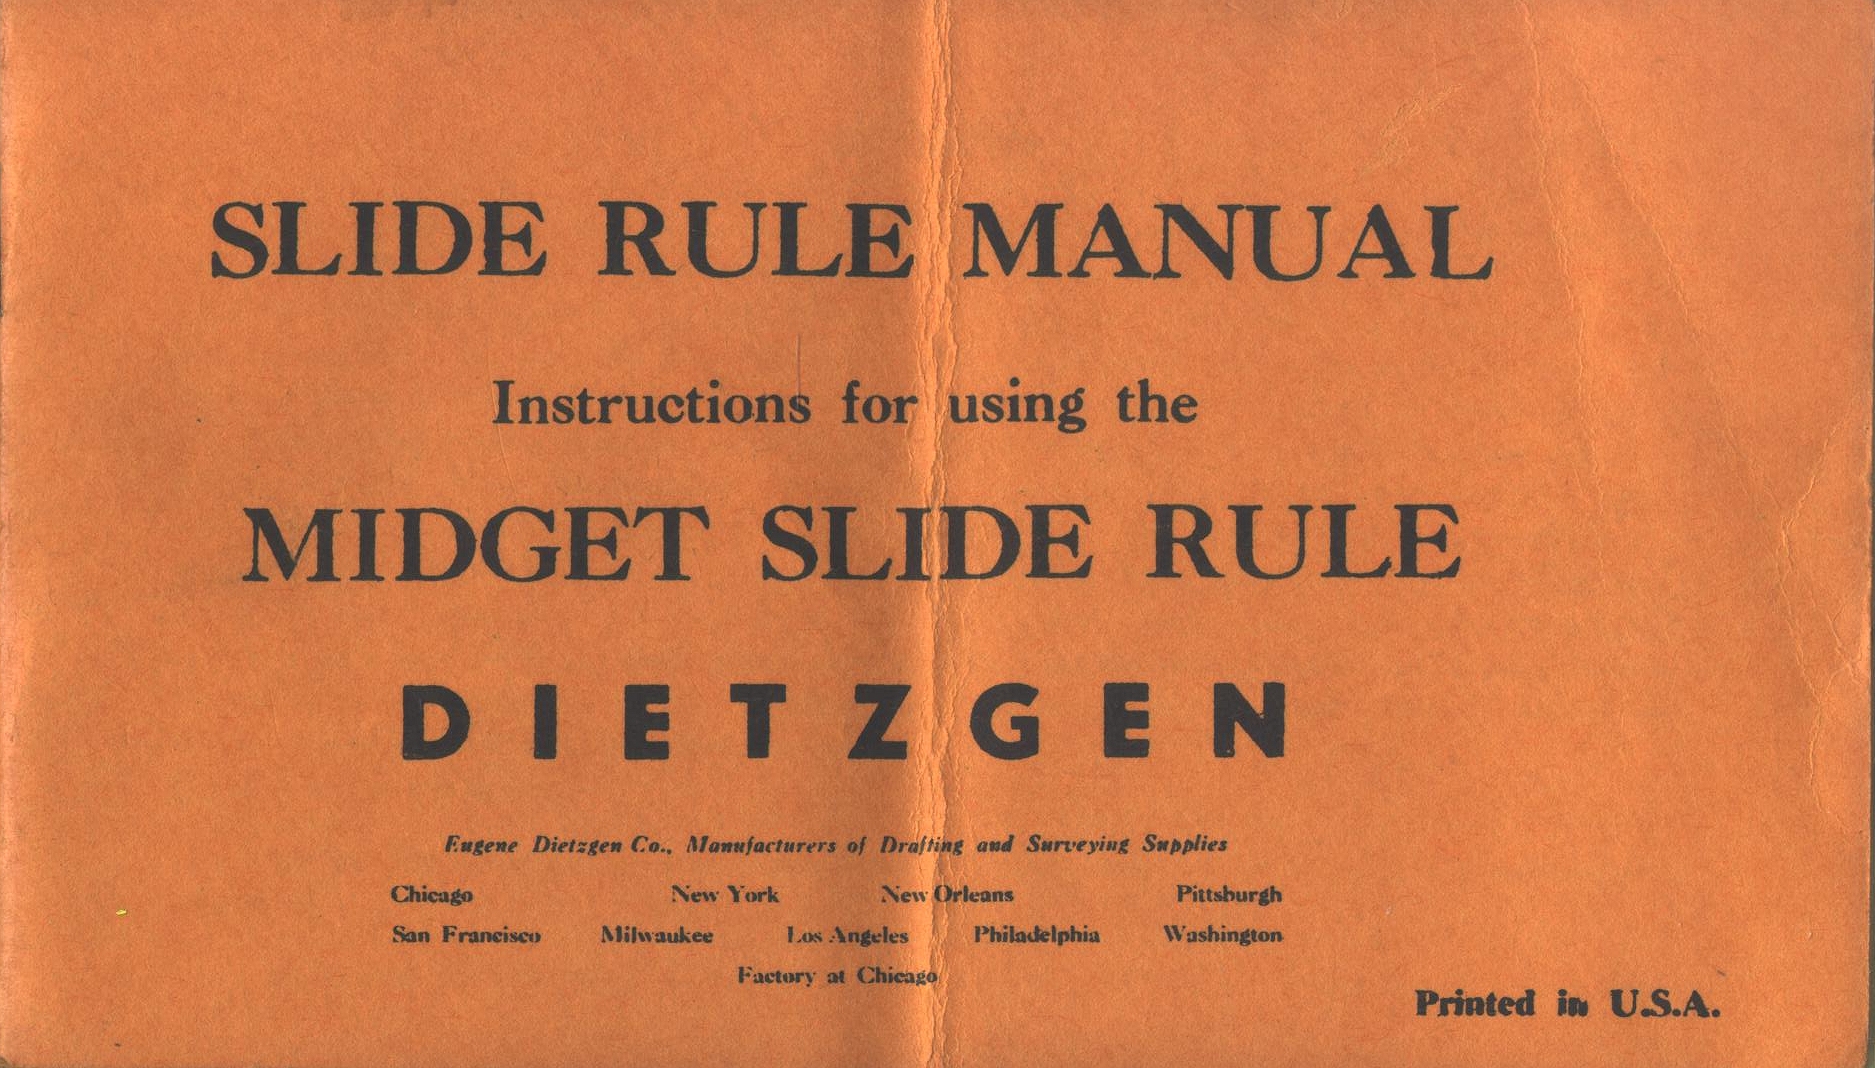 SLIDE RULE MANUAL
Instructions for using the
MIDGET SLIDE RULE
DIETZGEN
Eugene Dietzgen Co., Manufacturers of Drafting and Surveying Supplies
Chicago New York New Orleans Pittsburgh
San Francisco Milwaukee Los Angeles Philadelphia Washington
Factory at Chicago
Printed in U.S.A.